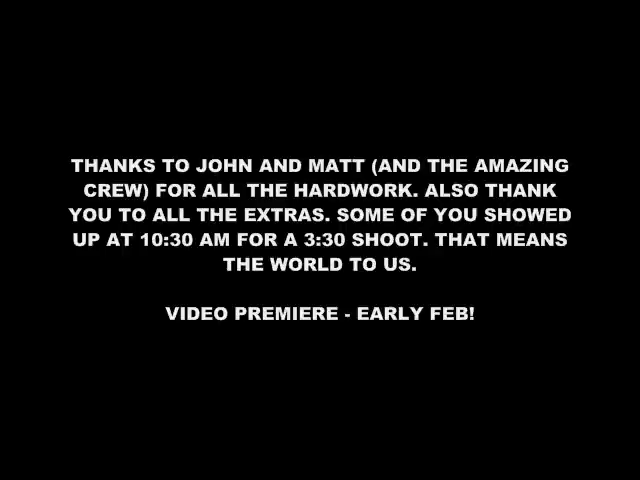 THANKS TO JOHN AND MATT (AND THE AMAZING
CREW) FOR ALL THE HARDWORK. ALSO THANK
YOU TO ALL THE EXTRAS. SOME OF YOU SHOWED
UP AT 10:30 AM FOR A 3:30 SHOOT. THAT MEANS
THE WORLD TO US.
VIDEO PREMIERE - EARLY FEB!